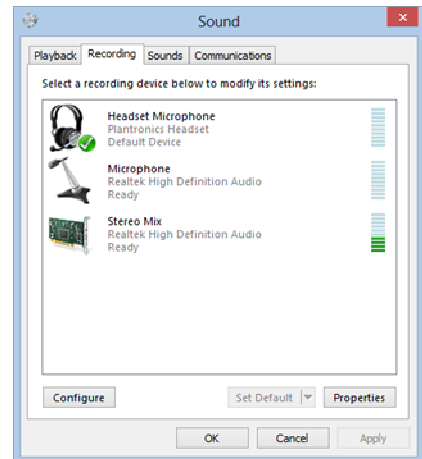 Sound
Playback Recording Sounds Communications
Select a recording device below to modify its settings:
Headset Microphone
Plantronics Headset
Default Device
Microphone
Realtek High Definition Audio
Ready
Stereo Mix
Realtek High Definition Audio
Ready
Configure Set Default Properties
OK Cancel Apply